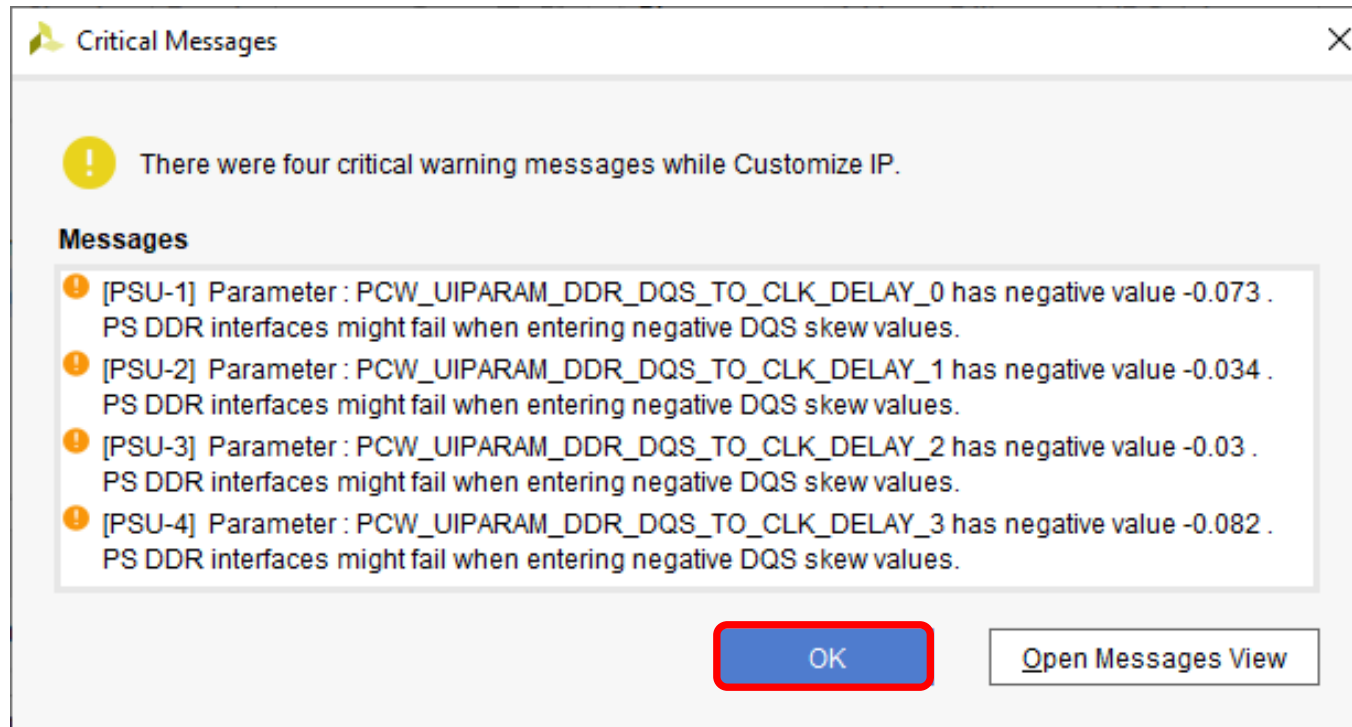 Critical Messages
There were four critical warning messages while Customize IP.
Messages
[PSU-1] Parameter : PCW_UIPARAM_DDR_DQS_TO_CLK_DELAY_0 has negative value -0.073 .
PS DDR interfaces might fail when entering negative DQS skew values.
[PSU-2] Parameter : PCW_UIPARAM_DDR_DQS_TO_CLK_DELAY_1 has negative value -0.034 .
PS DDR interfaces might fail when entering negative DQS skew values.
[PSU-3] Parameter : PCW_UIPARAM_DDR_DQS_TO_CLK_DELAY_2 has negative value -0.03 .
PS DDR interfaces might fail when entering negative DQS skew values.
[PSU-4] Parameter : PCW_UIPARAM_DDR_DQS_TO_CLK_DELAY_3 has negative value -0.082 .
PS DDR interfaces might fail when entering negative DQS skew values.
OK
Open Messages View